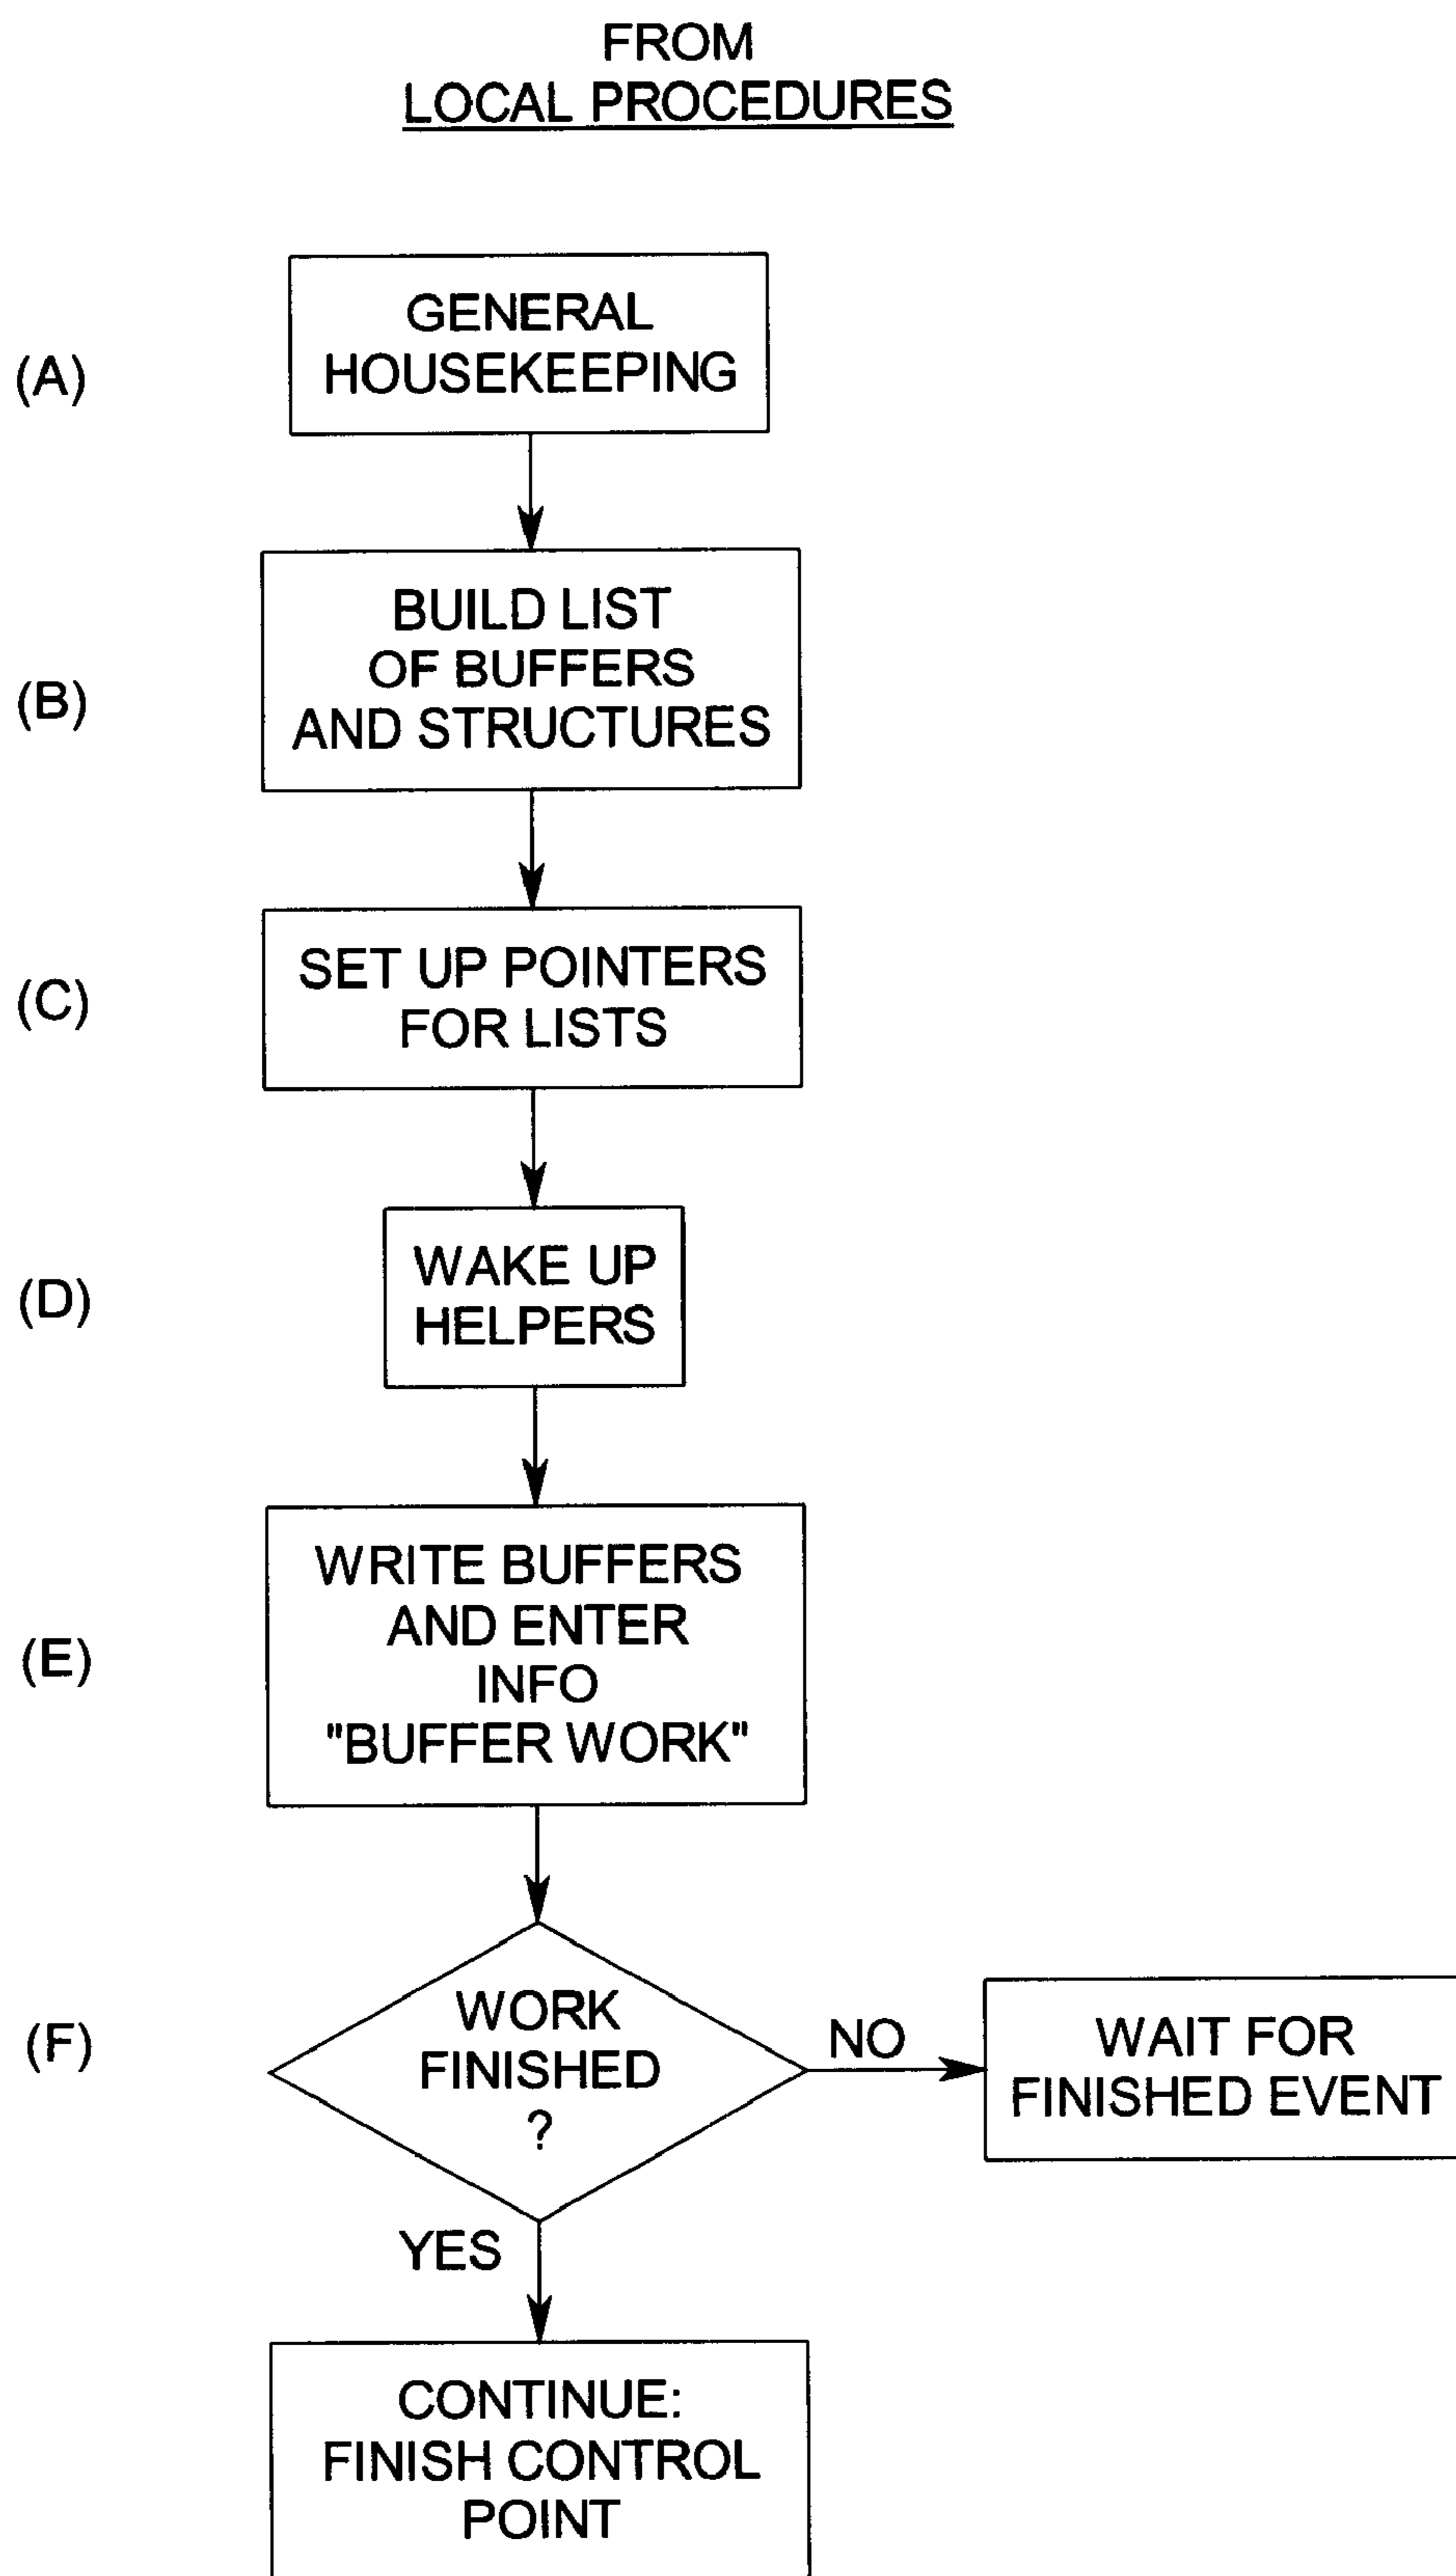 FROM
LOCAL PROCEDURES
(A)
GENERAL
HOUSEKEEPING
(B)
BUILD LIST
OF BUFFERS
AND STRUCTURES
(C)
SET UP POINTERS
FOR LISTS
(D)
WAKE UP
HELPERS
(E)
WRITE BUFFERS
AND ENTER
INFO
"BUFFER WORK"
(F)
WORK
FINISHED
?
NO
WAIT FOR
FINISHED EVENT
YES
CONTINUE:
FINISH CONTROL
POINT